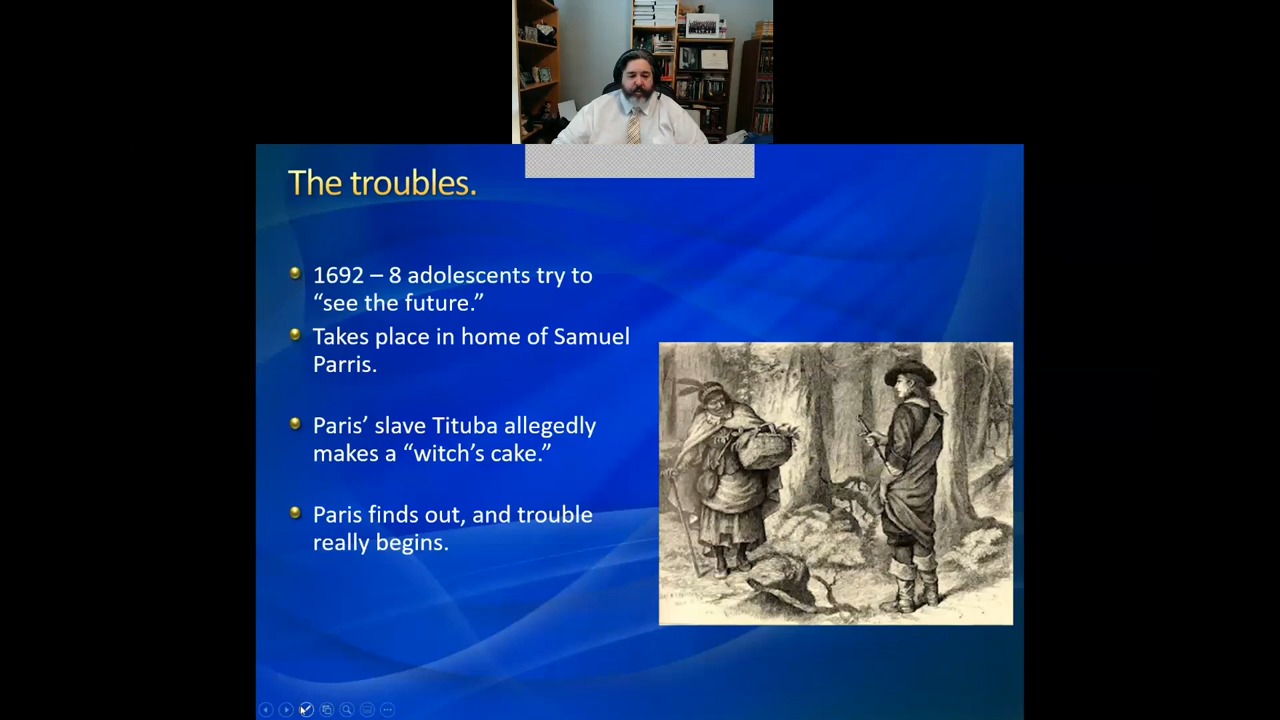 The troubles.
1692 – 8 adolescents try to
“see the future.”
Takes place in home of Samuel
Parris.
Paris’ slave Tituba allegedly
makes a “witch’s cake.”
Paris finds out, and trouble
really begins.